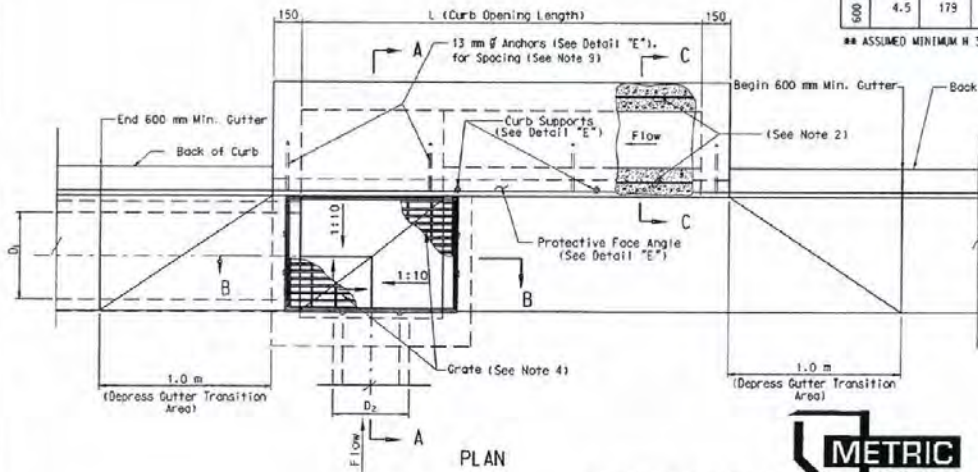 150
L (Curb Opening Length)
150
600
4.5
179
** ASSUMED MINIMUM H
A
13 mm Ø Anchors (See Detail "E"),
for Spacing (See Note 9)
C
Begin 600 mm Min. Gutter
Back
End 600 mm Min. Gutter
Curb Supports
(See Detail "E")
Flow
(See Note 2)
Back of Curb
C
D₁
1:10
Protective Face Angle
(See Detail "E")
B
1:10
B
Grate (See Note 4)
1.0 m
(Depress Gutter Transition
Area)
1.0 m
(Depress Gutter Transition
Area)
D₂
Flow
A
PLAN
METRIC